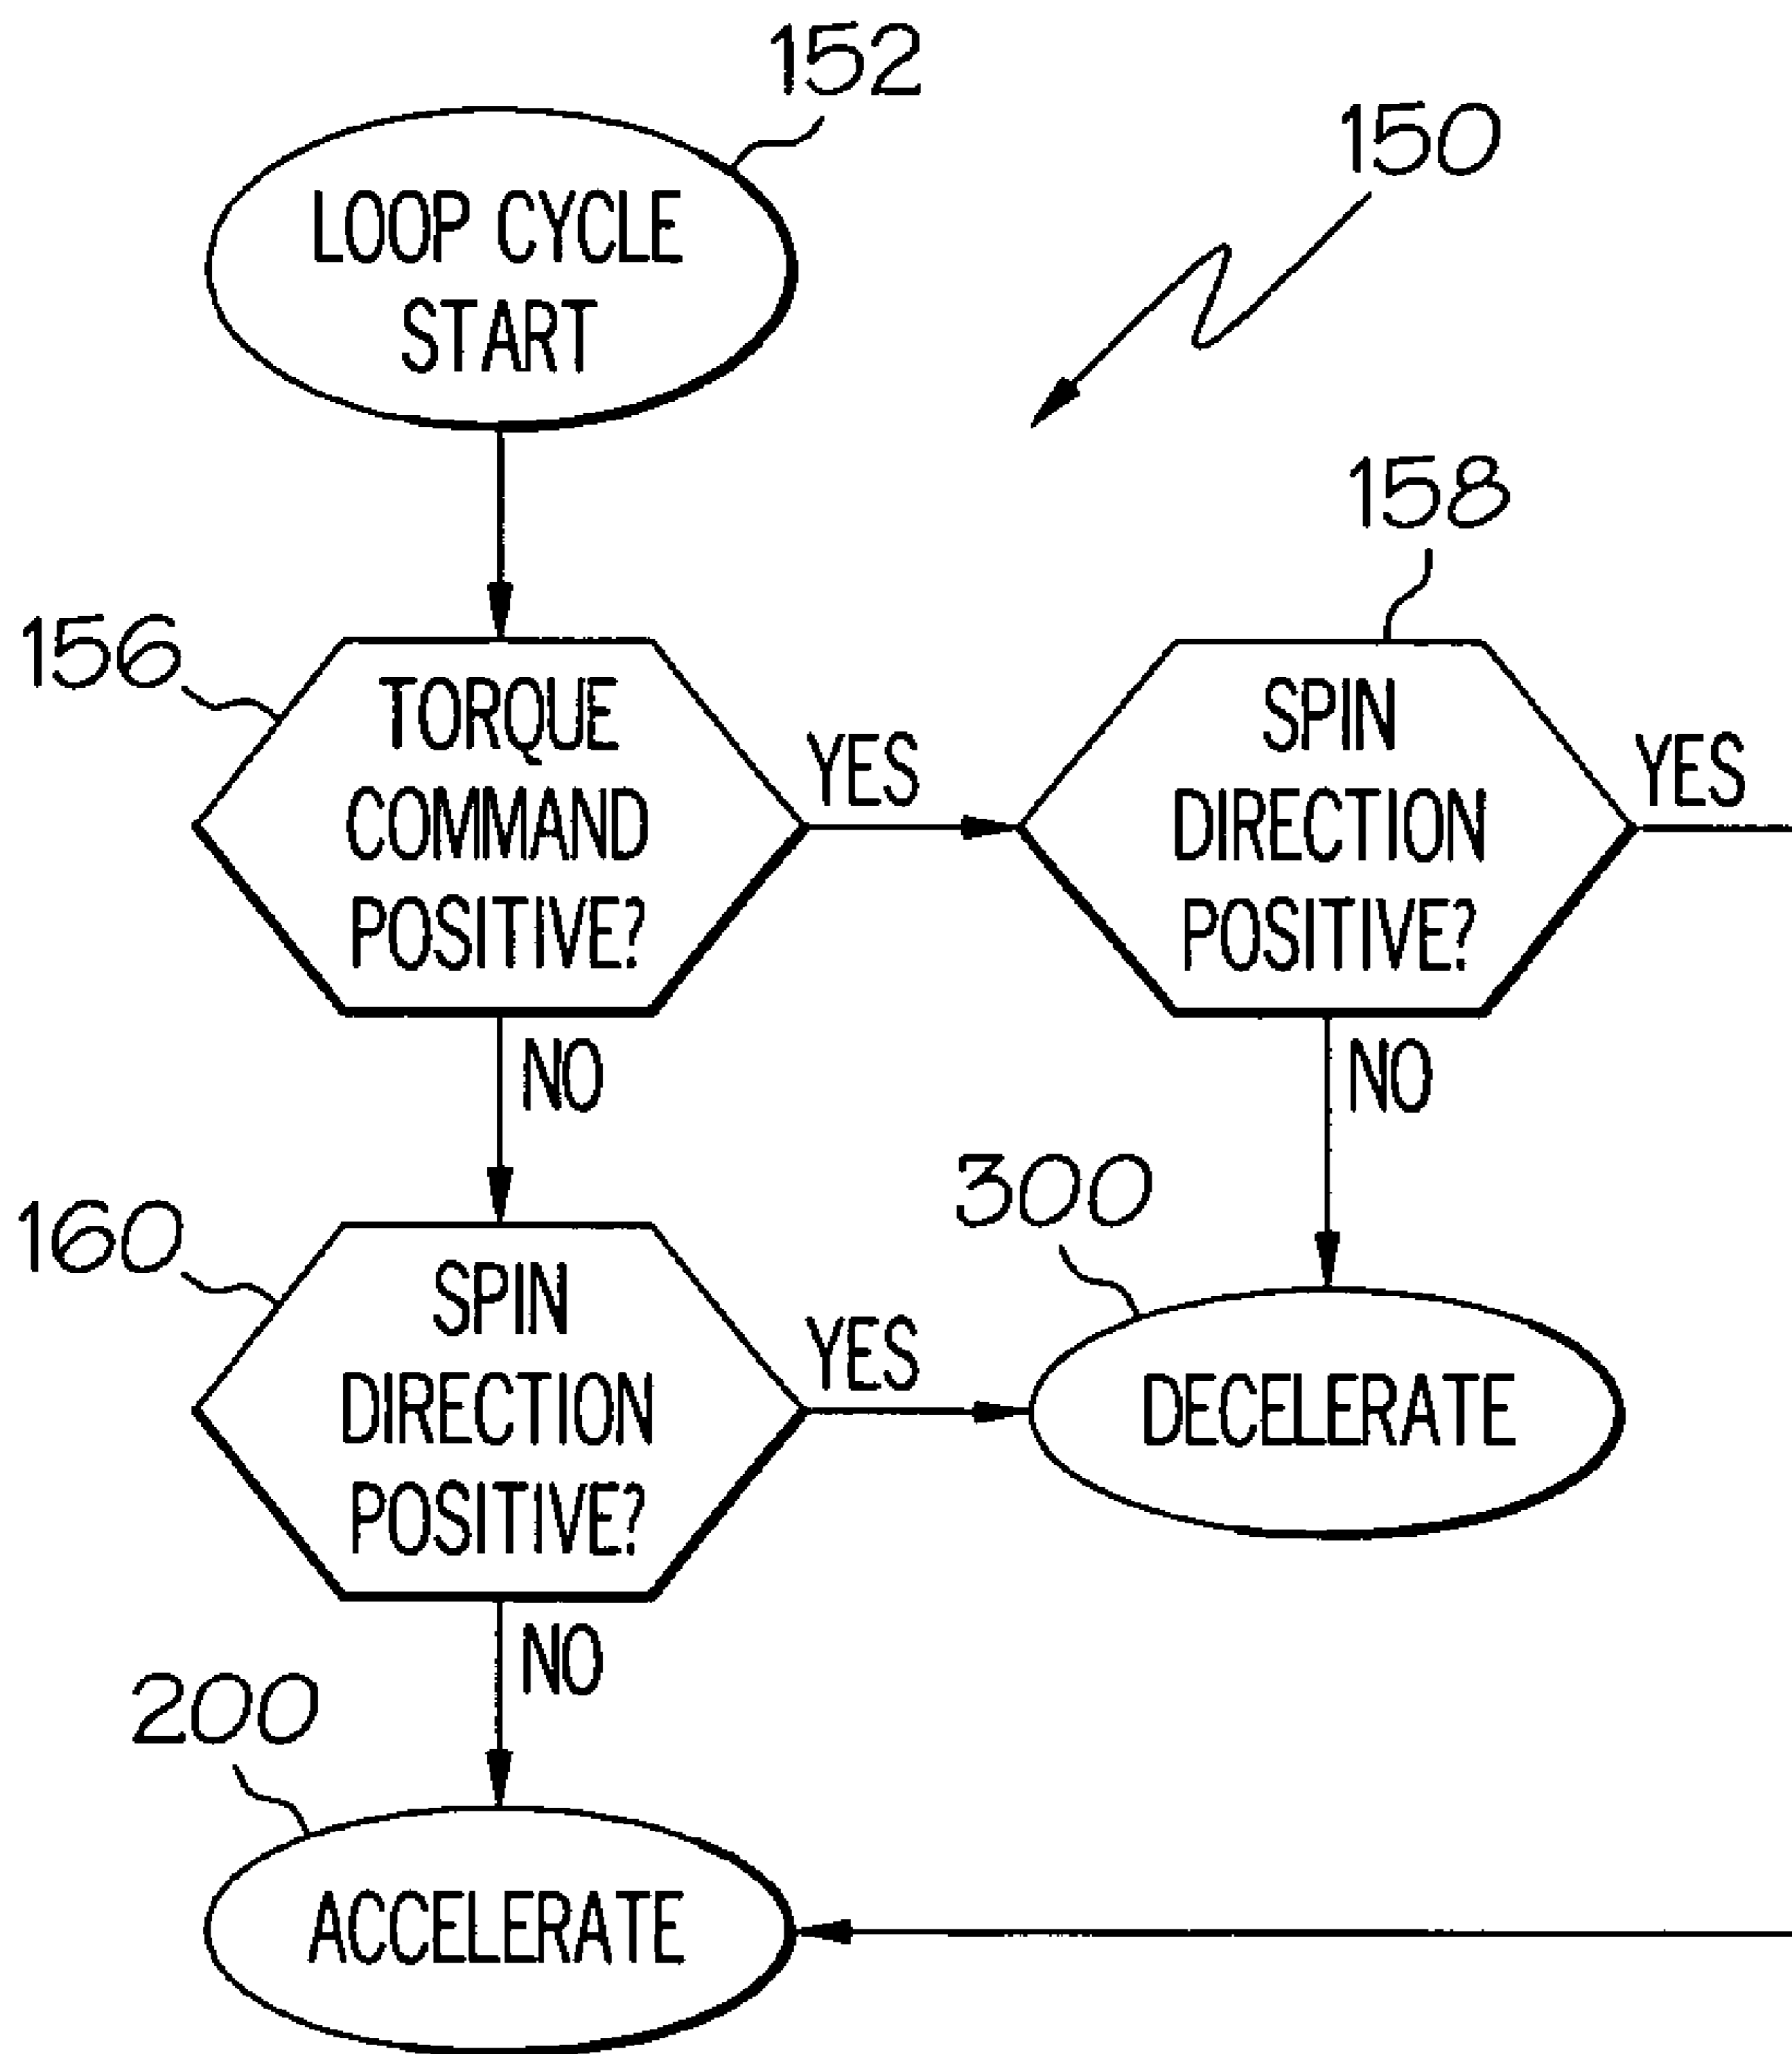 152
150
LOOP CYCLE
START
158
156
TORQUE
COMMAND
POSITIVE?
YES
SPIN
DIRECTION
POSITIVE?
YES
NO
NO
160
300
SPIN
DIRECTION
POSITIVE?
YES
DECELERATE
NO
200
ACCELERATE